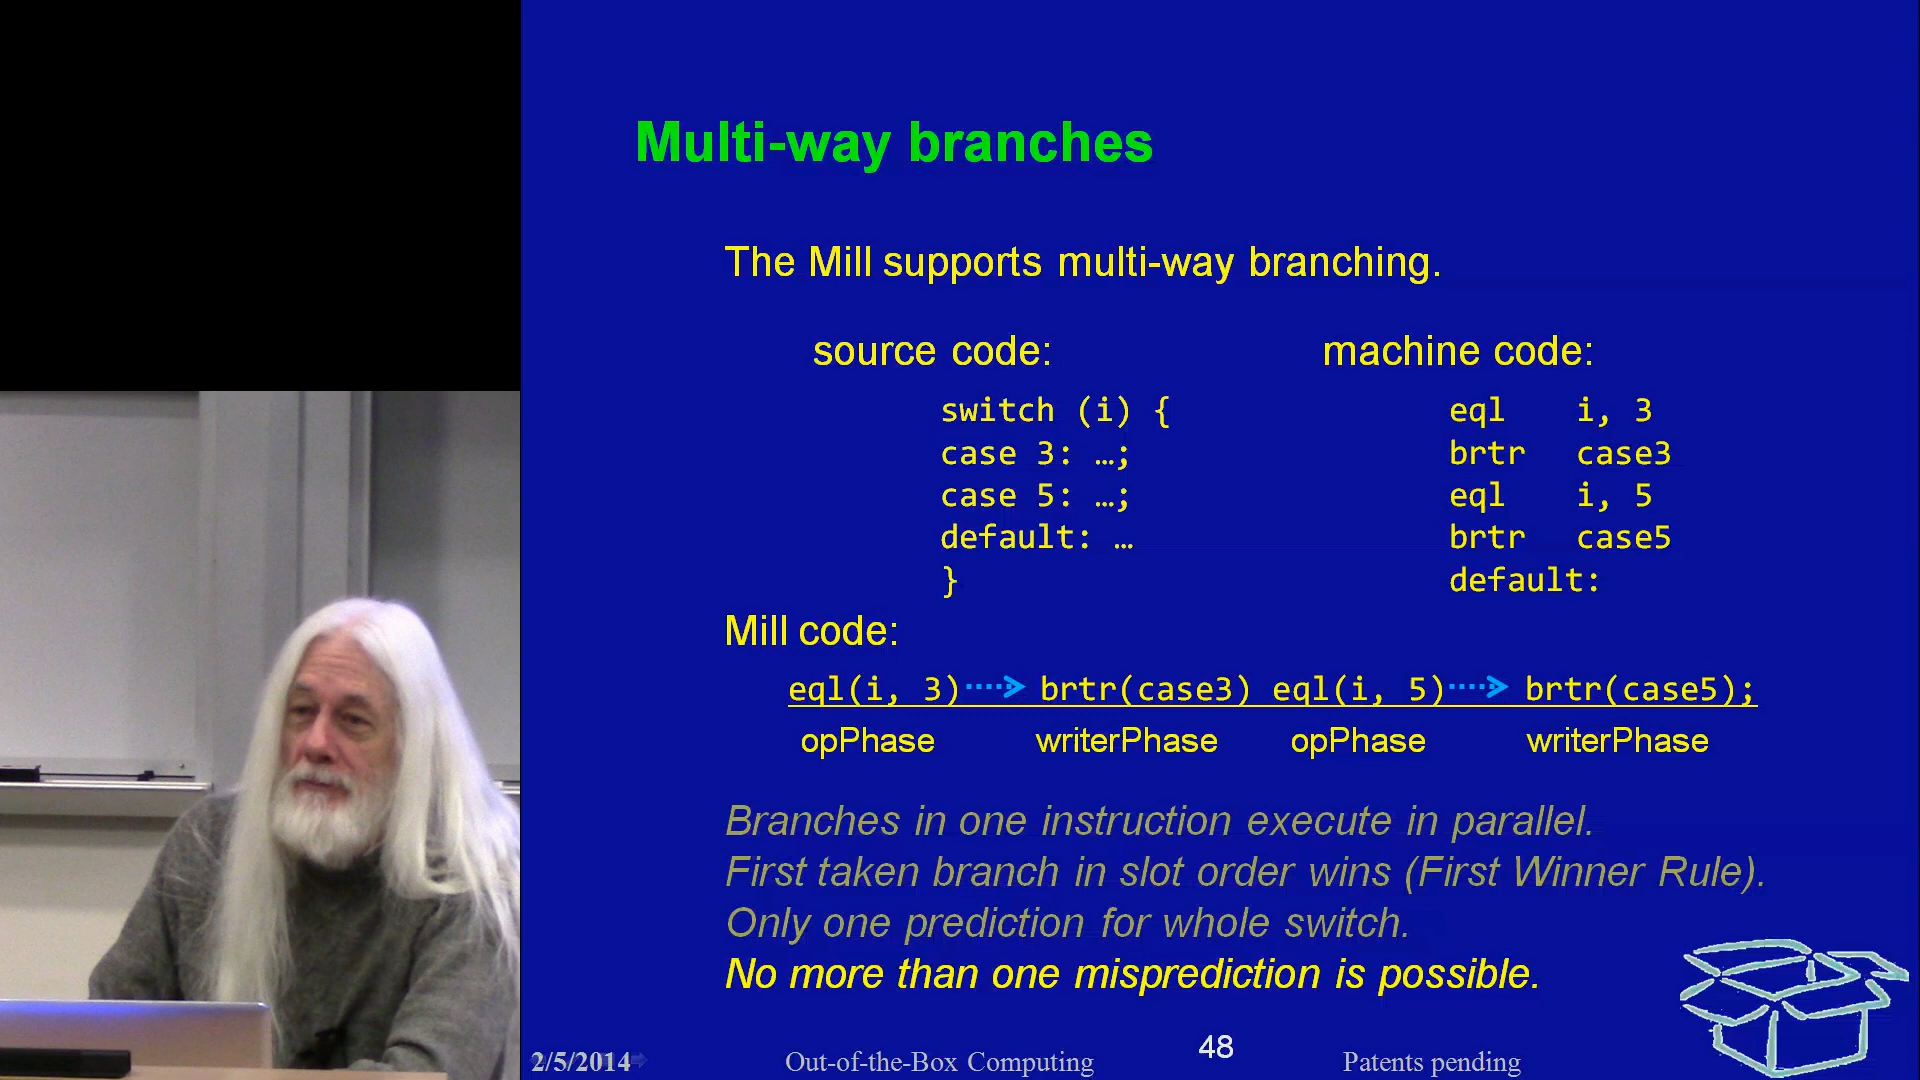 Multi-way branches
The Mill supports multi-way branching.
source code:
switch (i) {
case 3: …;
case 5: …;
default: …
}
machine code:
eql i, 3
brtr case3
eql i, 5
brtr case5
default:
Mill code:
eql(i, 3) brtr(case3) eql(i, 5) brtr(case5);
opPhase writerPhase opPhase writerPhase
Branches in one instruction execute in parallel.
First taken branch in slot order wins (First Winner Rule).
Only one prediction for whole switch.
No more than one misprediction is possible.
2/5/2014 Out-of-the-Box Computing 48 Patents pending